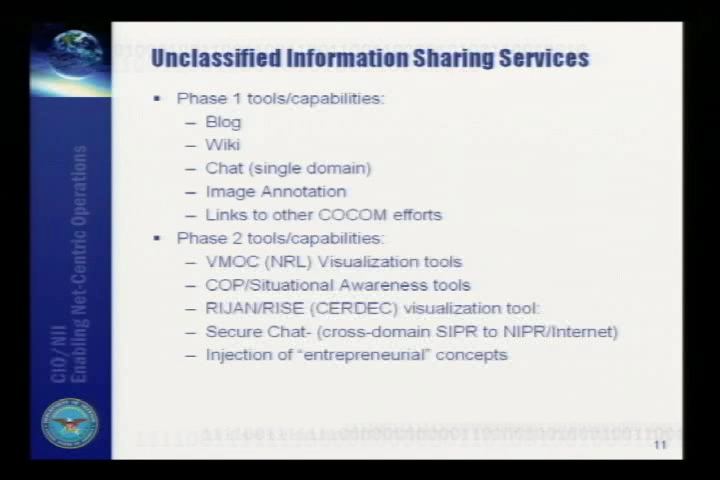 Unclassified Information Sharing Services
▪ Phase 1 tools/capabilities:
– Blog
– Wiki
– Chat (single domain)
– Image Annotation
– Links to other COCOM efforts
▪ Phase 2 tools/capabilities:
– VMOC (NRL) Visualization tools
– COP/Situational Awareness tools
– RIJAN/RISE (CERDEC) visualization tool:
– Secure Chat- (cross-domain SIPR to NIPR/Internet)
– Injection of “entrepreneurial” concepts
CIO/NII
Enabling Net-Centric Operations
11